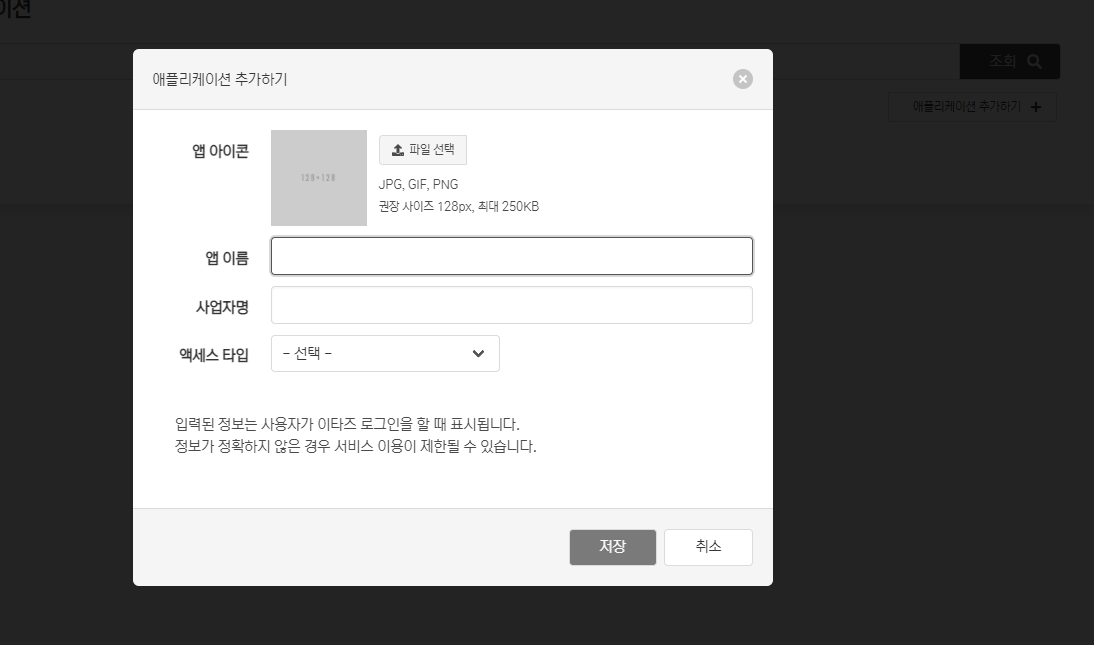 이션
조회
애플리케이션 추가하기
애플리케이션 추가하기
앱 아이콘
128*128
파일 선택
JPG, GIF, PNG
권장 사이즈 128px, 최대 250KB
앱 이름
사업자명
액세스 타입
- 선택 -
입력된 정보는 사용자가 이타즈 로그인을 할 때 표시됩니다.
정보가 정확하지 않은 경우 서비스 이용이 제한될 수 있습니다.
저장
취소